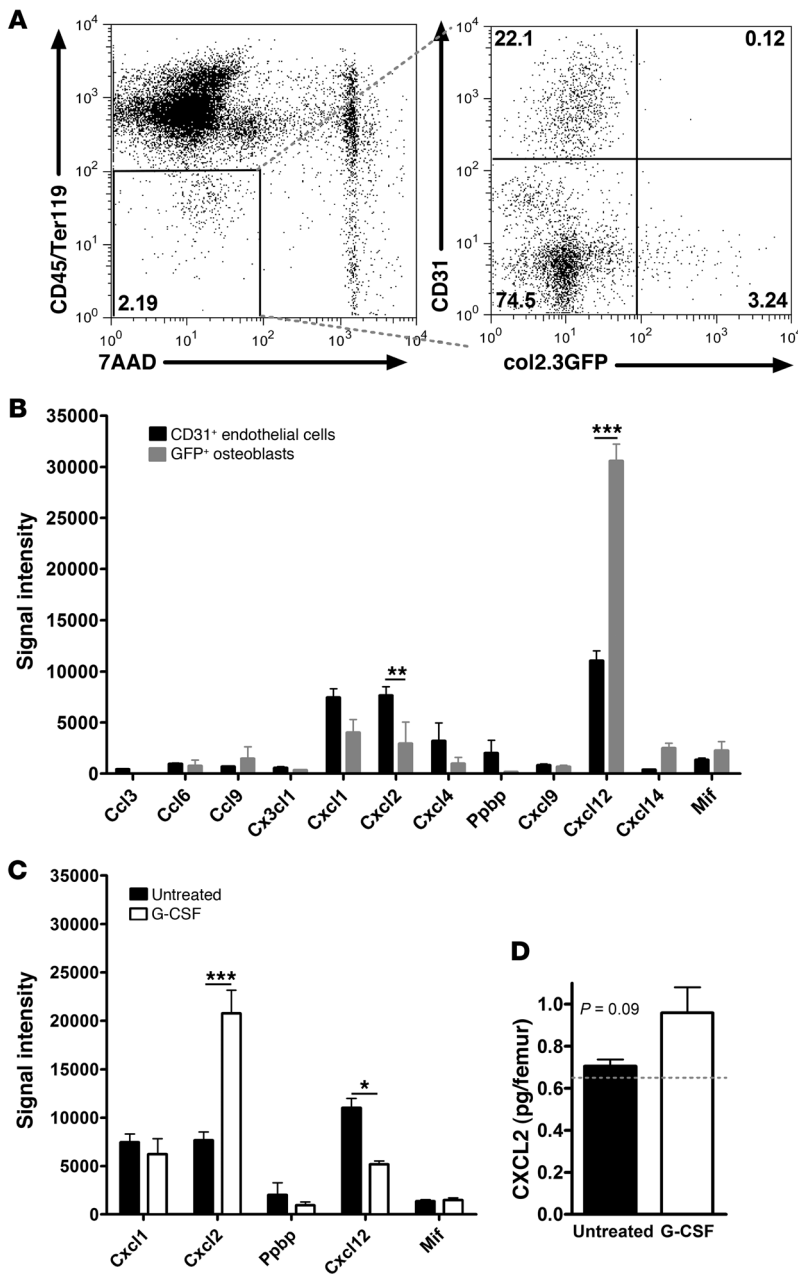 A
10⁴
10³
10²
10¹
10⁰
CD45/Ter119
2.19
10⁰ 10¹ 10² 10³ 10⁴
7AAD
10⁴
10³
10²
10¹
10⁰
CD31
22.1 0.12
74.5 3.24
10⁰ 10¹ 10² 10³
col2.3GFP
B
35000
30000
25000
20000
15000
10000
5000
0
Signal intensity
CD31⁺ endothelial cells
GFP⁺ osteoblasts
**
***
Ccl3 Ccl6 Ccl9 Cx3cl1 Cxcl1 Cxcl2 Cxcl4 Ppbp Cxcl9 Cxcl12 Cxcl14 Mif
C
35000
30000
25000
20000
15000
10000
5000
0
Signal intensity
Untreated
G-CSF
***
*
Cxcl1 Cxcl2 Ppbp Cxcl12 Mif
D
1.0
0.8
0.6
0.4
0.2
0.0
CXCL2 (pg/femur)
P = 0.09
Untreated G-CSF